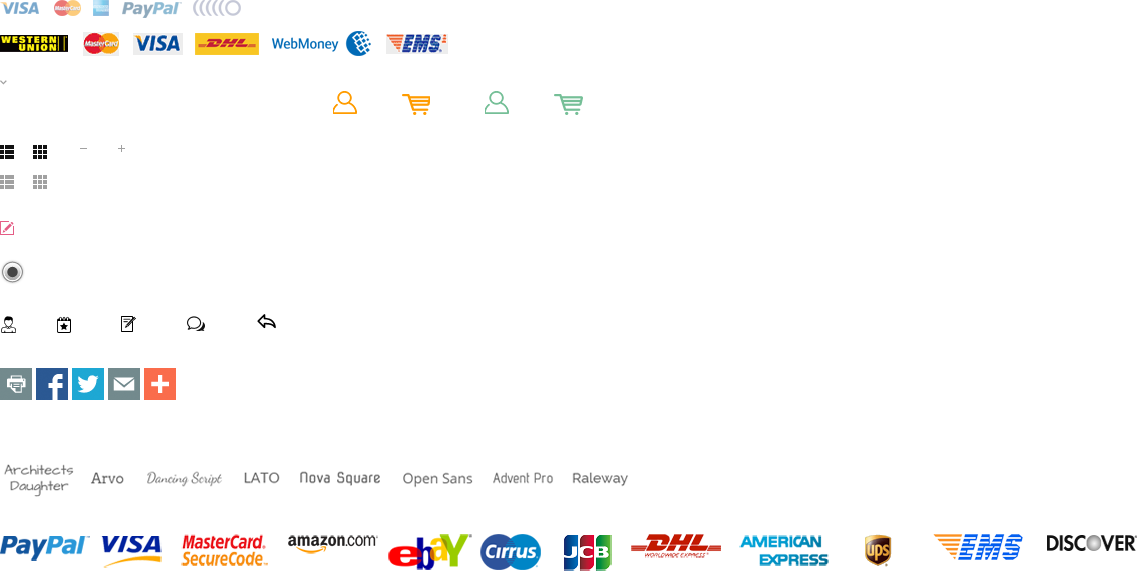 VISA MasterCard PayPal
WESTERN UNION MasterCard VISA DHL WebMoney EMS
Architects Daughter Arvo Dancing Script LATO Nova Square Open Sans Advent Pro Raleway
PayPal VISA MasterCard. SecureCode. amazon.com ebaY Cirrus JCB DHL WORLDWIDE EXPRESS AMERICAN EXPRESS ups EMS DISCOVER